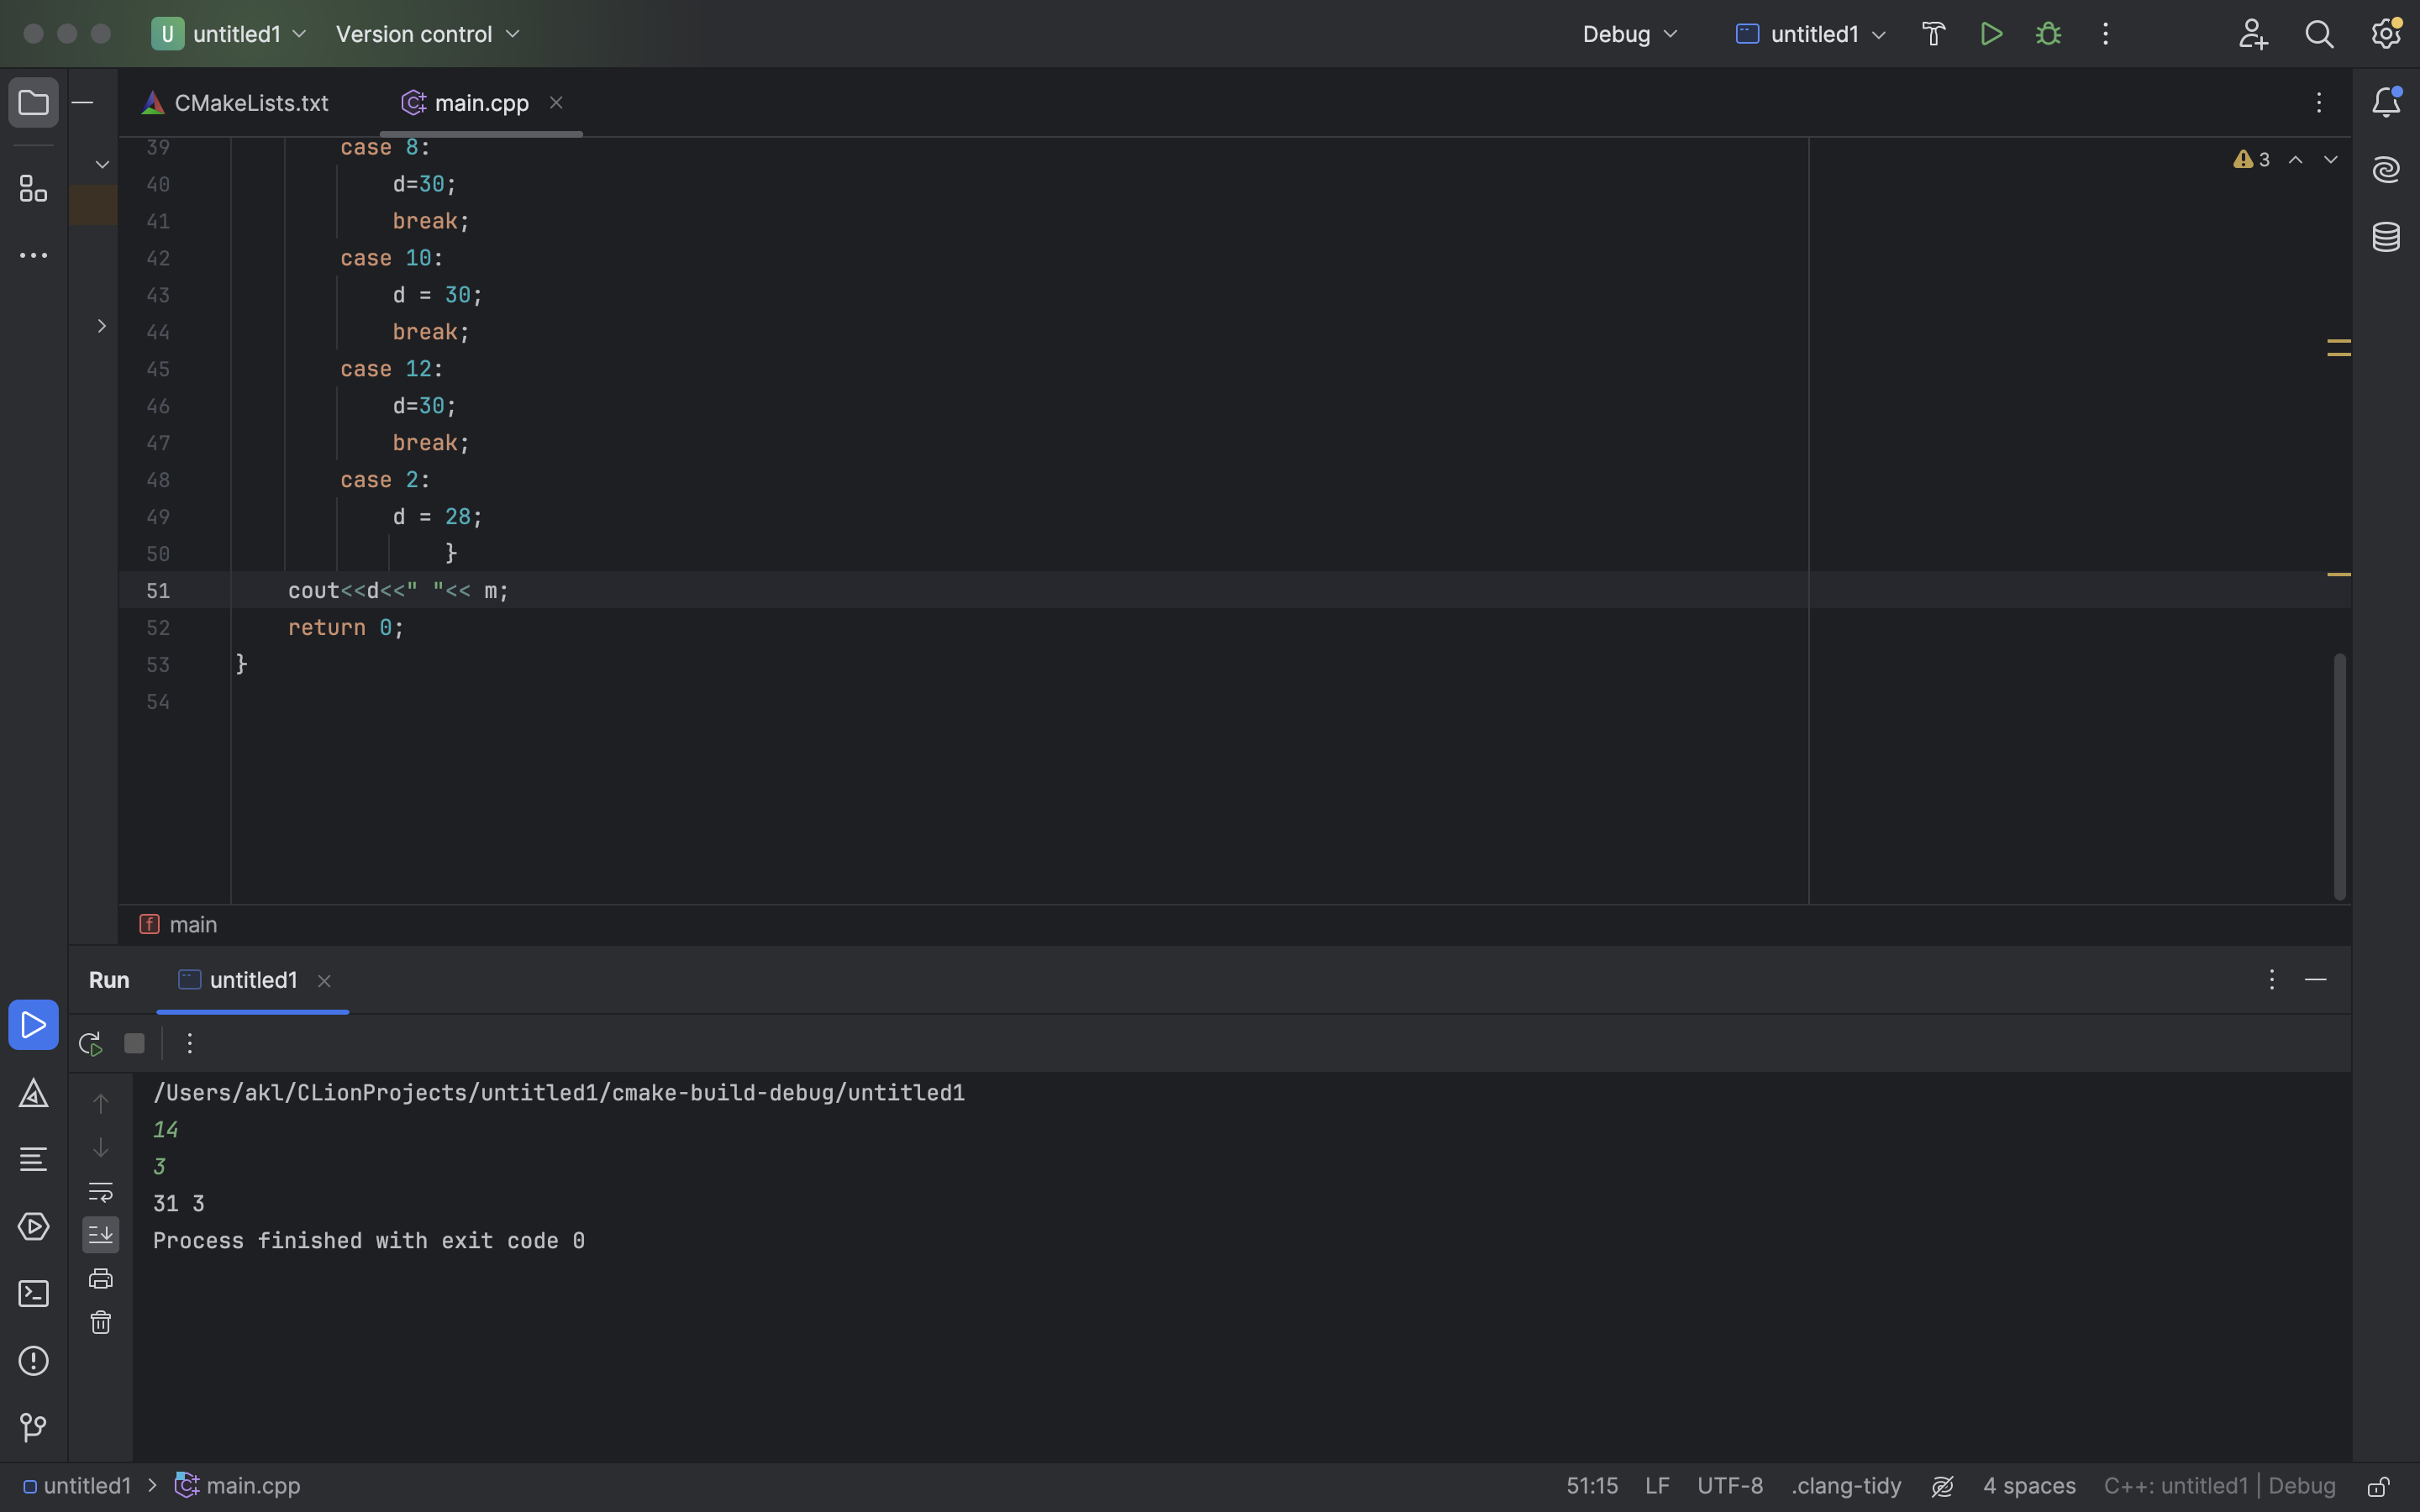 U untitled1 Version control Debug untitled1
CMakeLists.txt main.cpp
39 case 8:
3
40 d=30;
41 break;
42 case 10:
43 d = 30;
44 break;
45 case 12:
46 d=30;
47 break;
48 case 2:
49 d = 28;
50 }
51 cout<<d<<" "<< m;
52 return 0;
53 }
54
f main
Run untitled1
/Users/akl/CLionProjects/untitled1/cmake-build-debug/untitled1
14
3
31 3
Process finished with exit code 0
untitled1 > main.cpp 51:15 LF UTF-8 .clang-tidy 4 spaces C++: untitled1 | Debug